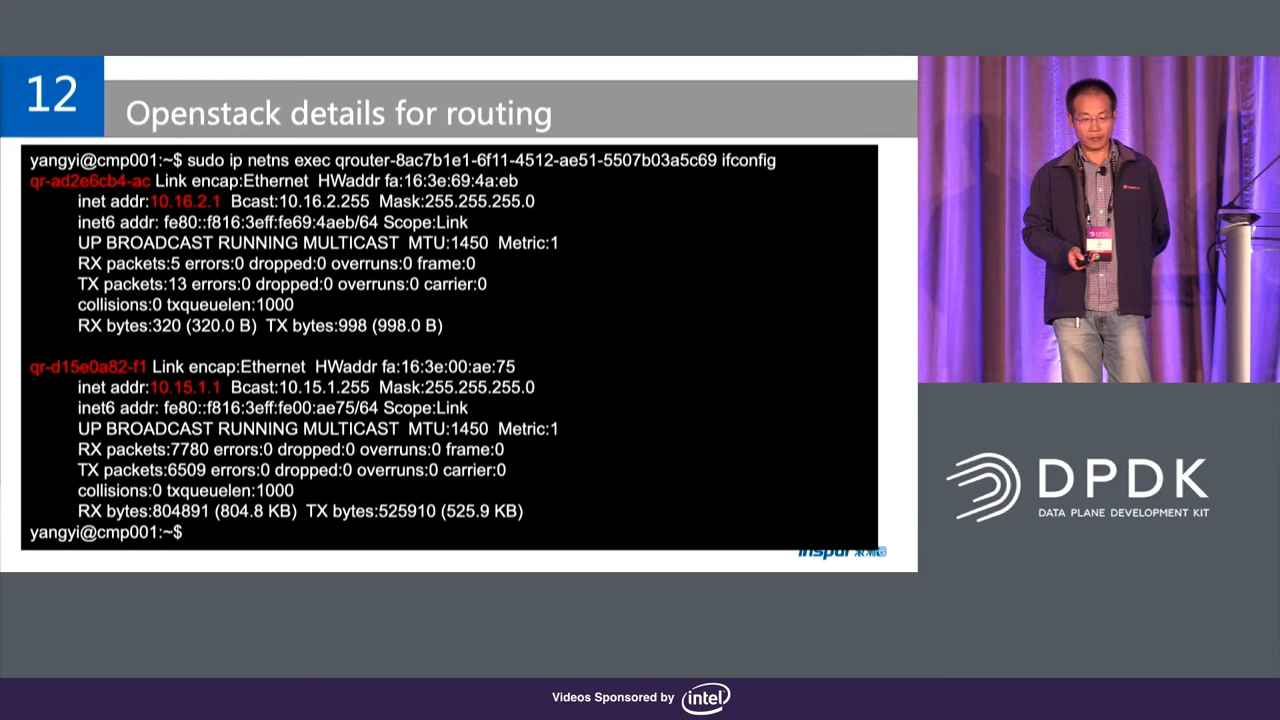 12
Openstack details for routing
yangyi@cmp001:~$ sudo ip netns exec qrouter-8ac7b1e1-6f11-4512-ae51-5507b03a5c69 ifconfig
qr-ad2e6cb4-ac Link encap:Ethernet HWaddr fa:16:3e:69:4a:eb
inet addr:10.16.2.1 Bcast:10.16.2.255 Mask:255.255.255.0
inet6 addr: fe80::f816:3eff:fe69:4aeb/64 Scope:Link
UP BROADCAST RUNNING MULTICAST MTU:1450 Metric:1
RX packets:5 errors:0 dropped:0 overruns:0 frame:0
TX packets:13 errors:0 dropped:0 overruns:0 carrier:0
collisions:0 txqueuelen:1000
RX bytes:320 (320.0 B) TX bytes:998 (998.0 B)
qr-d15e0a82-f1 Link encap:Ethernet HWaddr fa:16:3e:00:ae:75
inet addr:10.15.1.1 Bcast:10.15.1.255 Mask:255.255.255.0
inet6 addr: fe80::f816:3eff:fe00:ae75/64 Scope:Link
UP BROADCAST RUNNING MULTICAST MTU:1450 Metric:1
RX packets:7780 errors:0 dropped:0 overruns:0 frame:0
TX packets:6509 errors:0 dropped:0 overruns:0 carrier:0
collisions:0 txqueuelen:1000
RX bytes:804891 (804.8 KB) TX bytes:525910 (525.9 KB)
yangyi@cmp001:~$
inspur
DPDK
DATA PLANE DEVELOPMENT KIT
Videos Sponsored by intel